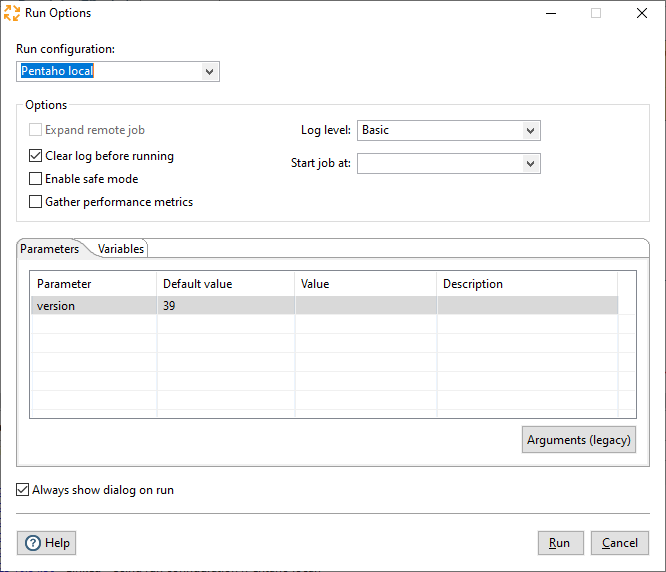 Run Options
Run configuration:
Pentaho local
Options
Expand remote job
Log level: Basic
Clear log before running
Start job at:
Enable safe mode
Gather performance metrics
Parameters Variables
Parameter Default value Value Description
version 39
Arguments (legacy)
Always show dialog on run
Help Run Cancel